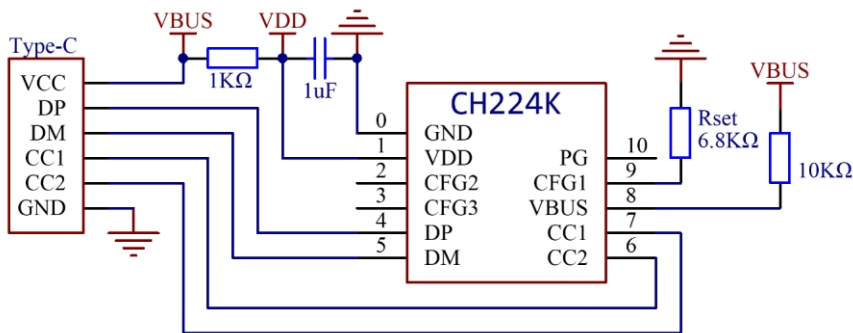 VBUS
VDD
Type-C
1KΩ
1uF
VCC
DP
DM
CC1
CC2
GND
CH224K
0
GND
1
VDD
2
CFG2
3
CFG3
4
DP
5
DM
10
PG
9
CFG1
8
VBUS
7
CC1
6
CC2
Rset
6.8KΩ
VBUS
10KΩ